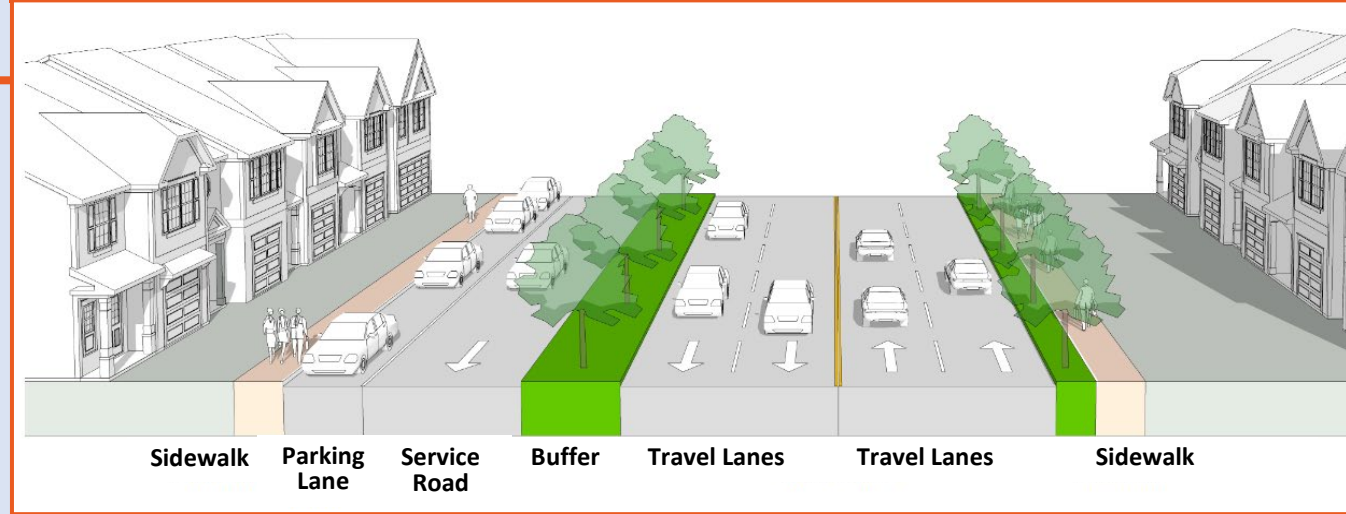 Sidewalk
Parking
Lane
Service
Road
Buffer
Travel Lanes
Travel Lanes
Sidewalk